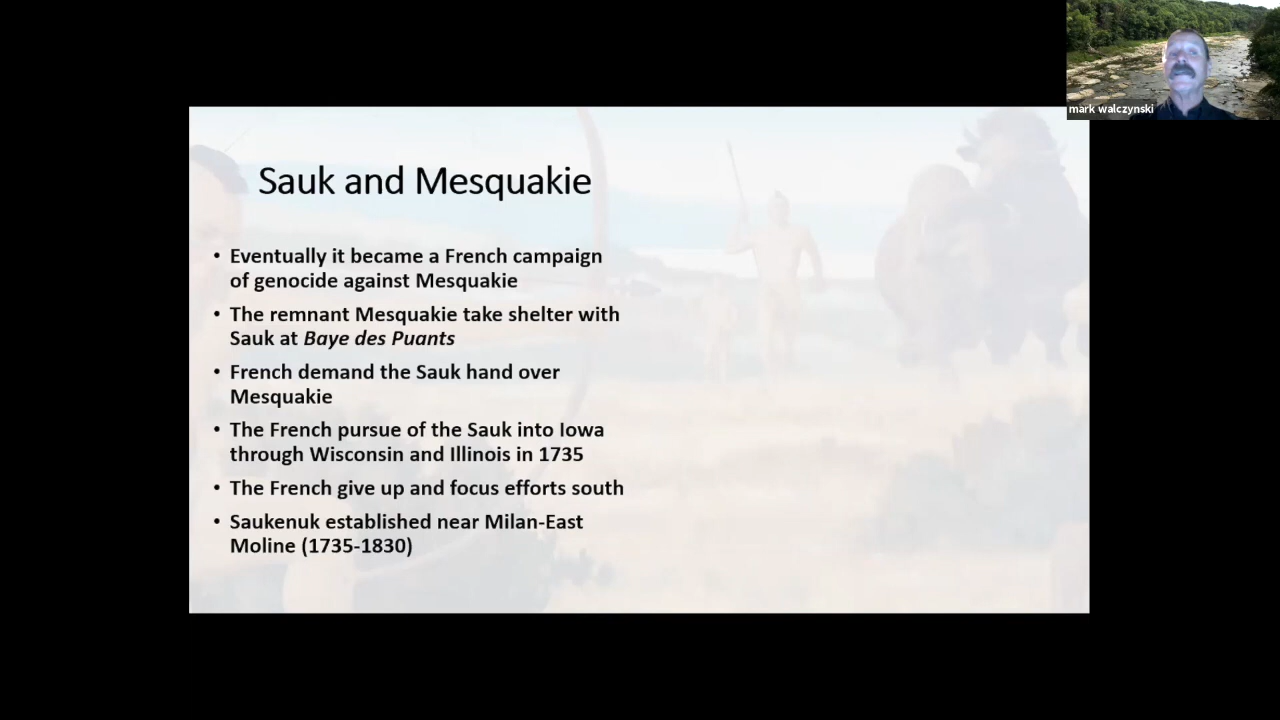 mark walczynski
Sauk and Mesquakie
• Eventually it became a French campaign
of genocide against Mesquakie
• The remnant Mesquakie take shelter with
Sauk at Baye des Puants
• French demand the Sauk hand over
Mesquakie
• The French pursue of the Sauk into Iowa
through Wisconsin and Illinois in 1735
• The French give up and focus efforts south
• Saukenuk established near Milan-East
Moline (1735-1830)